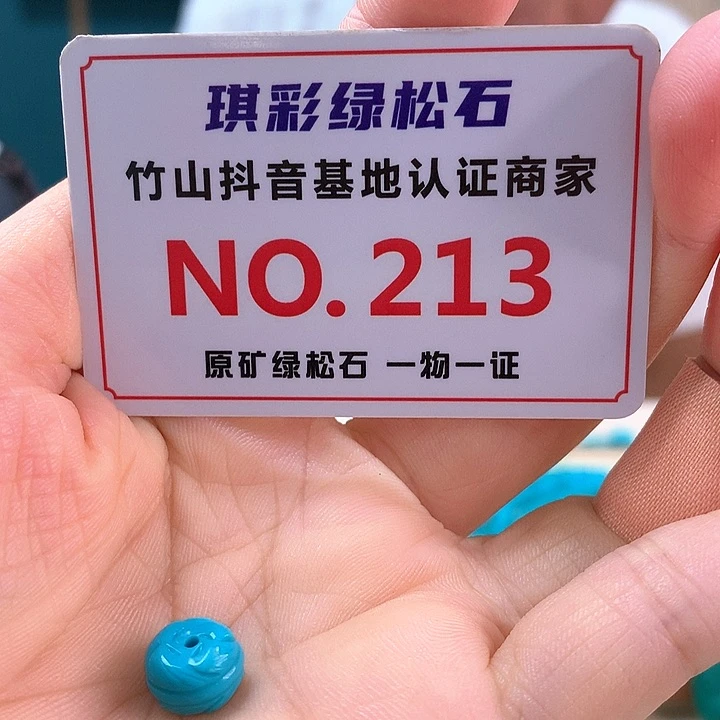 琪彩绿松石
竹山抖音基地认证商家
NO.213
原矿绿松石 一物一证